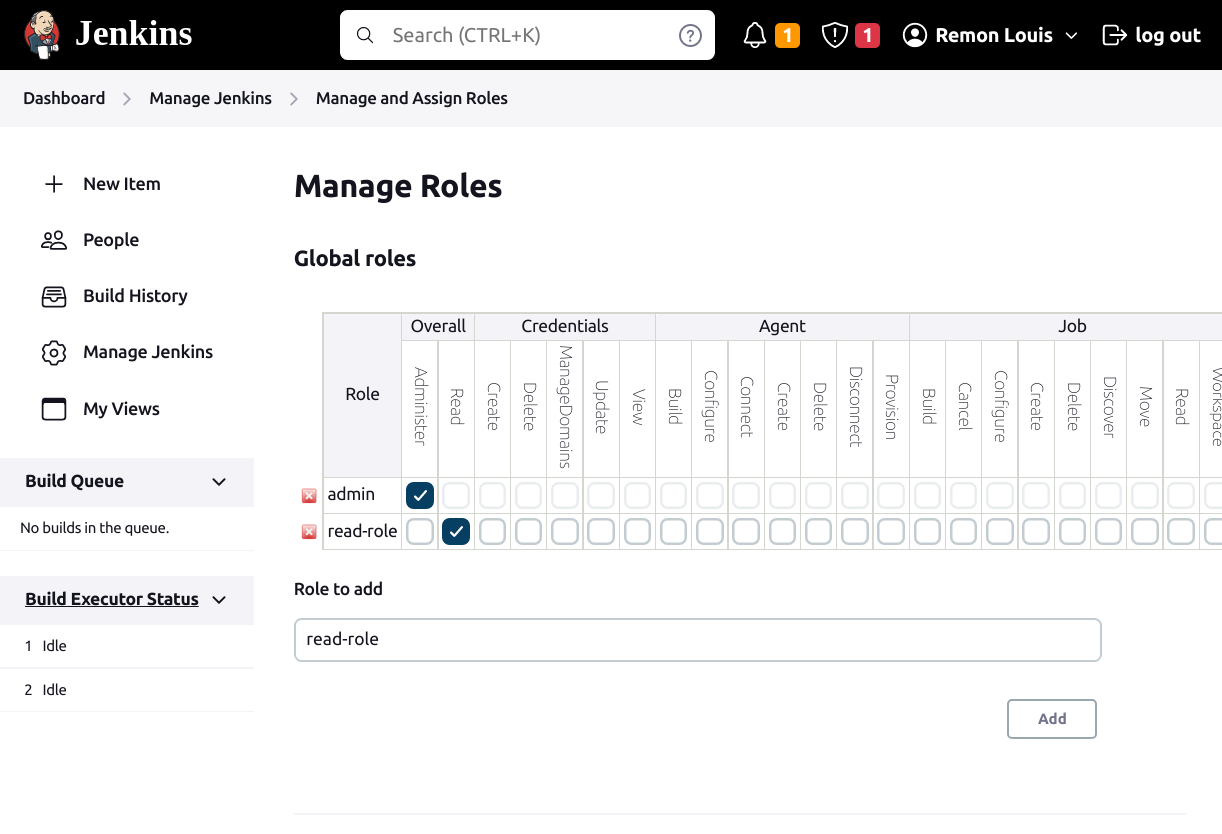 Jenkins
Search (CTRL+K)
?
1
1
Remon Louis
log out
Dashboard
Manage Jenkins
Manage and Assign Roles
New Item
People
Build History
Manage Jenkins
My Views
Build Queue
No builds in the queue.
Build Executor Status
1 Idle
2 Idle
Manage Roles
Global roles
Role
Overall
Credentials
Agent
Job
Administer
Read
Create
Delete
ManageDomains
Update
View
Build
Configure
Connect
Create
Delete
Disconnect
Provision
Build
Cancel
Configure
Create
Delete
Discover
Move
Read
Workspace
admin
read-role
Role to add
read-role
Add